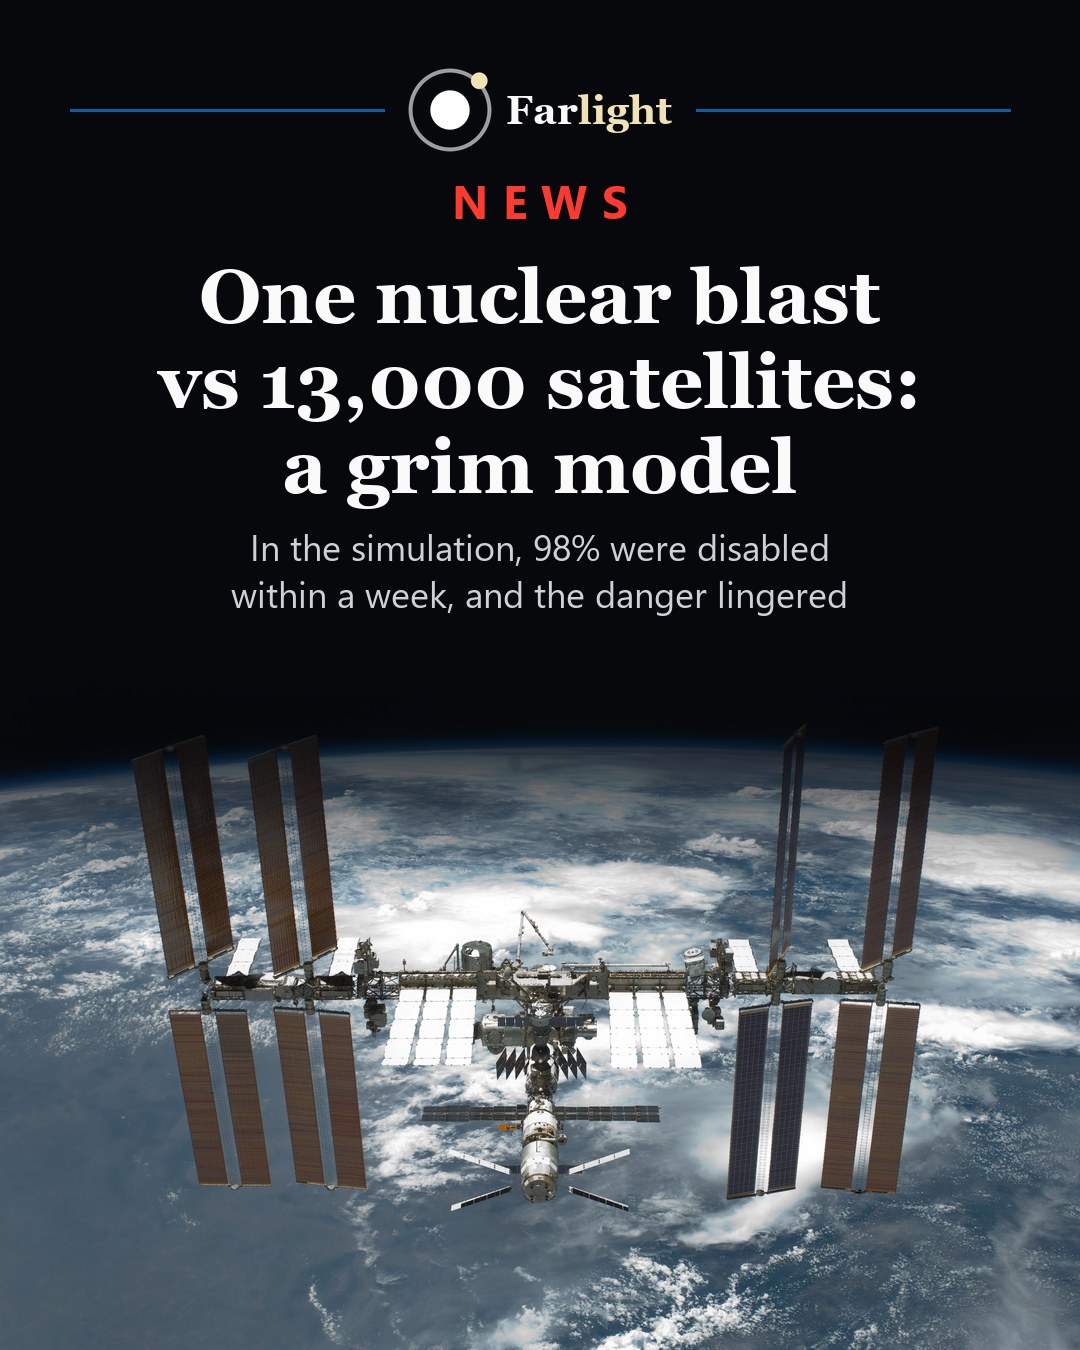 Farlight
NEWS
One nuclear blast
vs 13,000 satellites:
a grim model
In the simulation, 98% were disabled
within a week, and the danger lingered